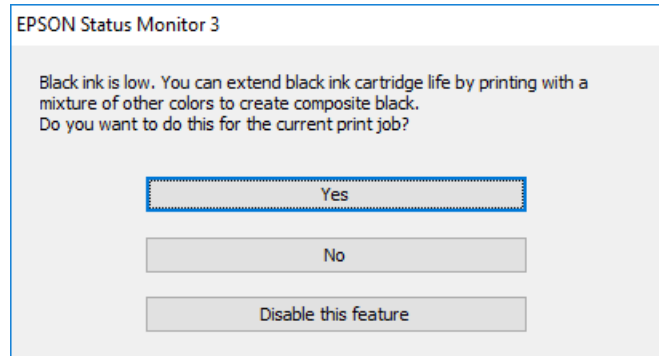 EPSON Status Monitor 3
Black ink is low. You can extend black ink cartridge life by printing with a
mixture of other colors to create composite black.
Do you want to do this for the current print job?
Yes
No
Disable this feature